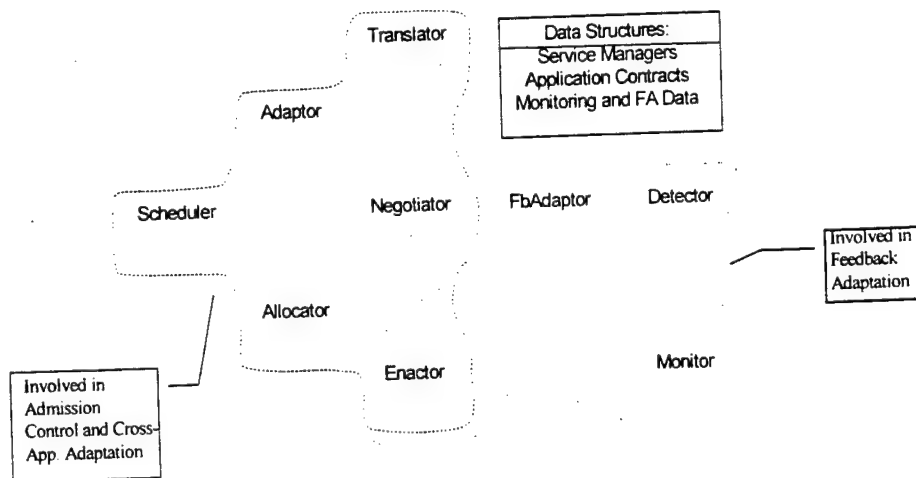 Translator
Data Structures:
Service Managers
Application Contracts
Monitoring and FA Data
Adaptor
Scheduler
Negotiator
FbAdaptor
Detector
Involved in
Feedback
Adaptation
Allocator
Enactor
Monitor
Involved in
Admission
Control and Cross-
App. Adaptation